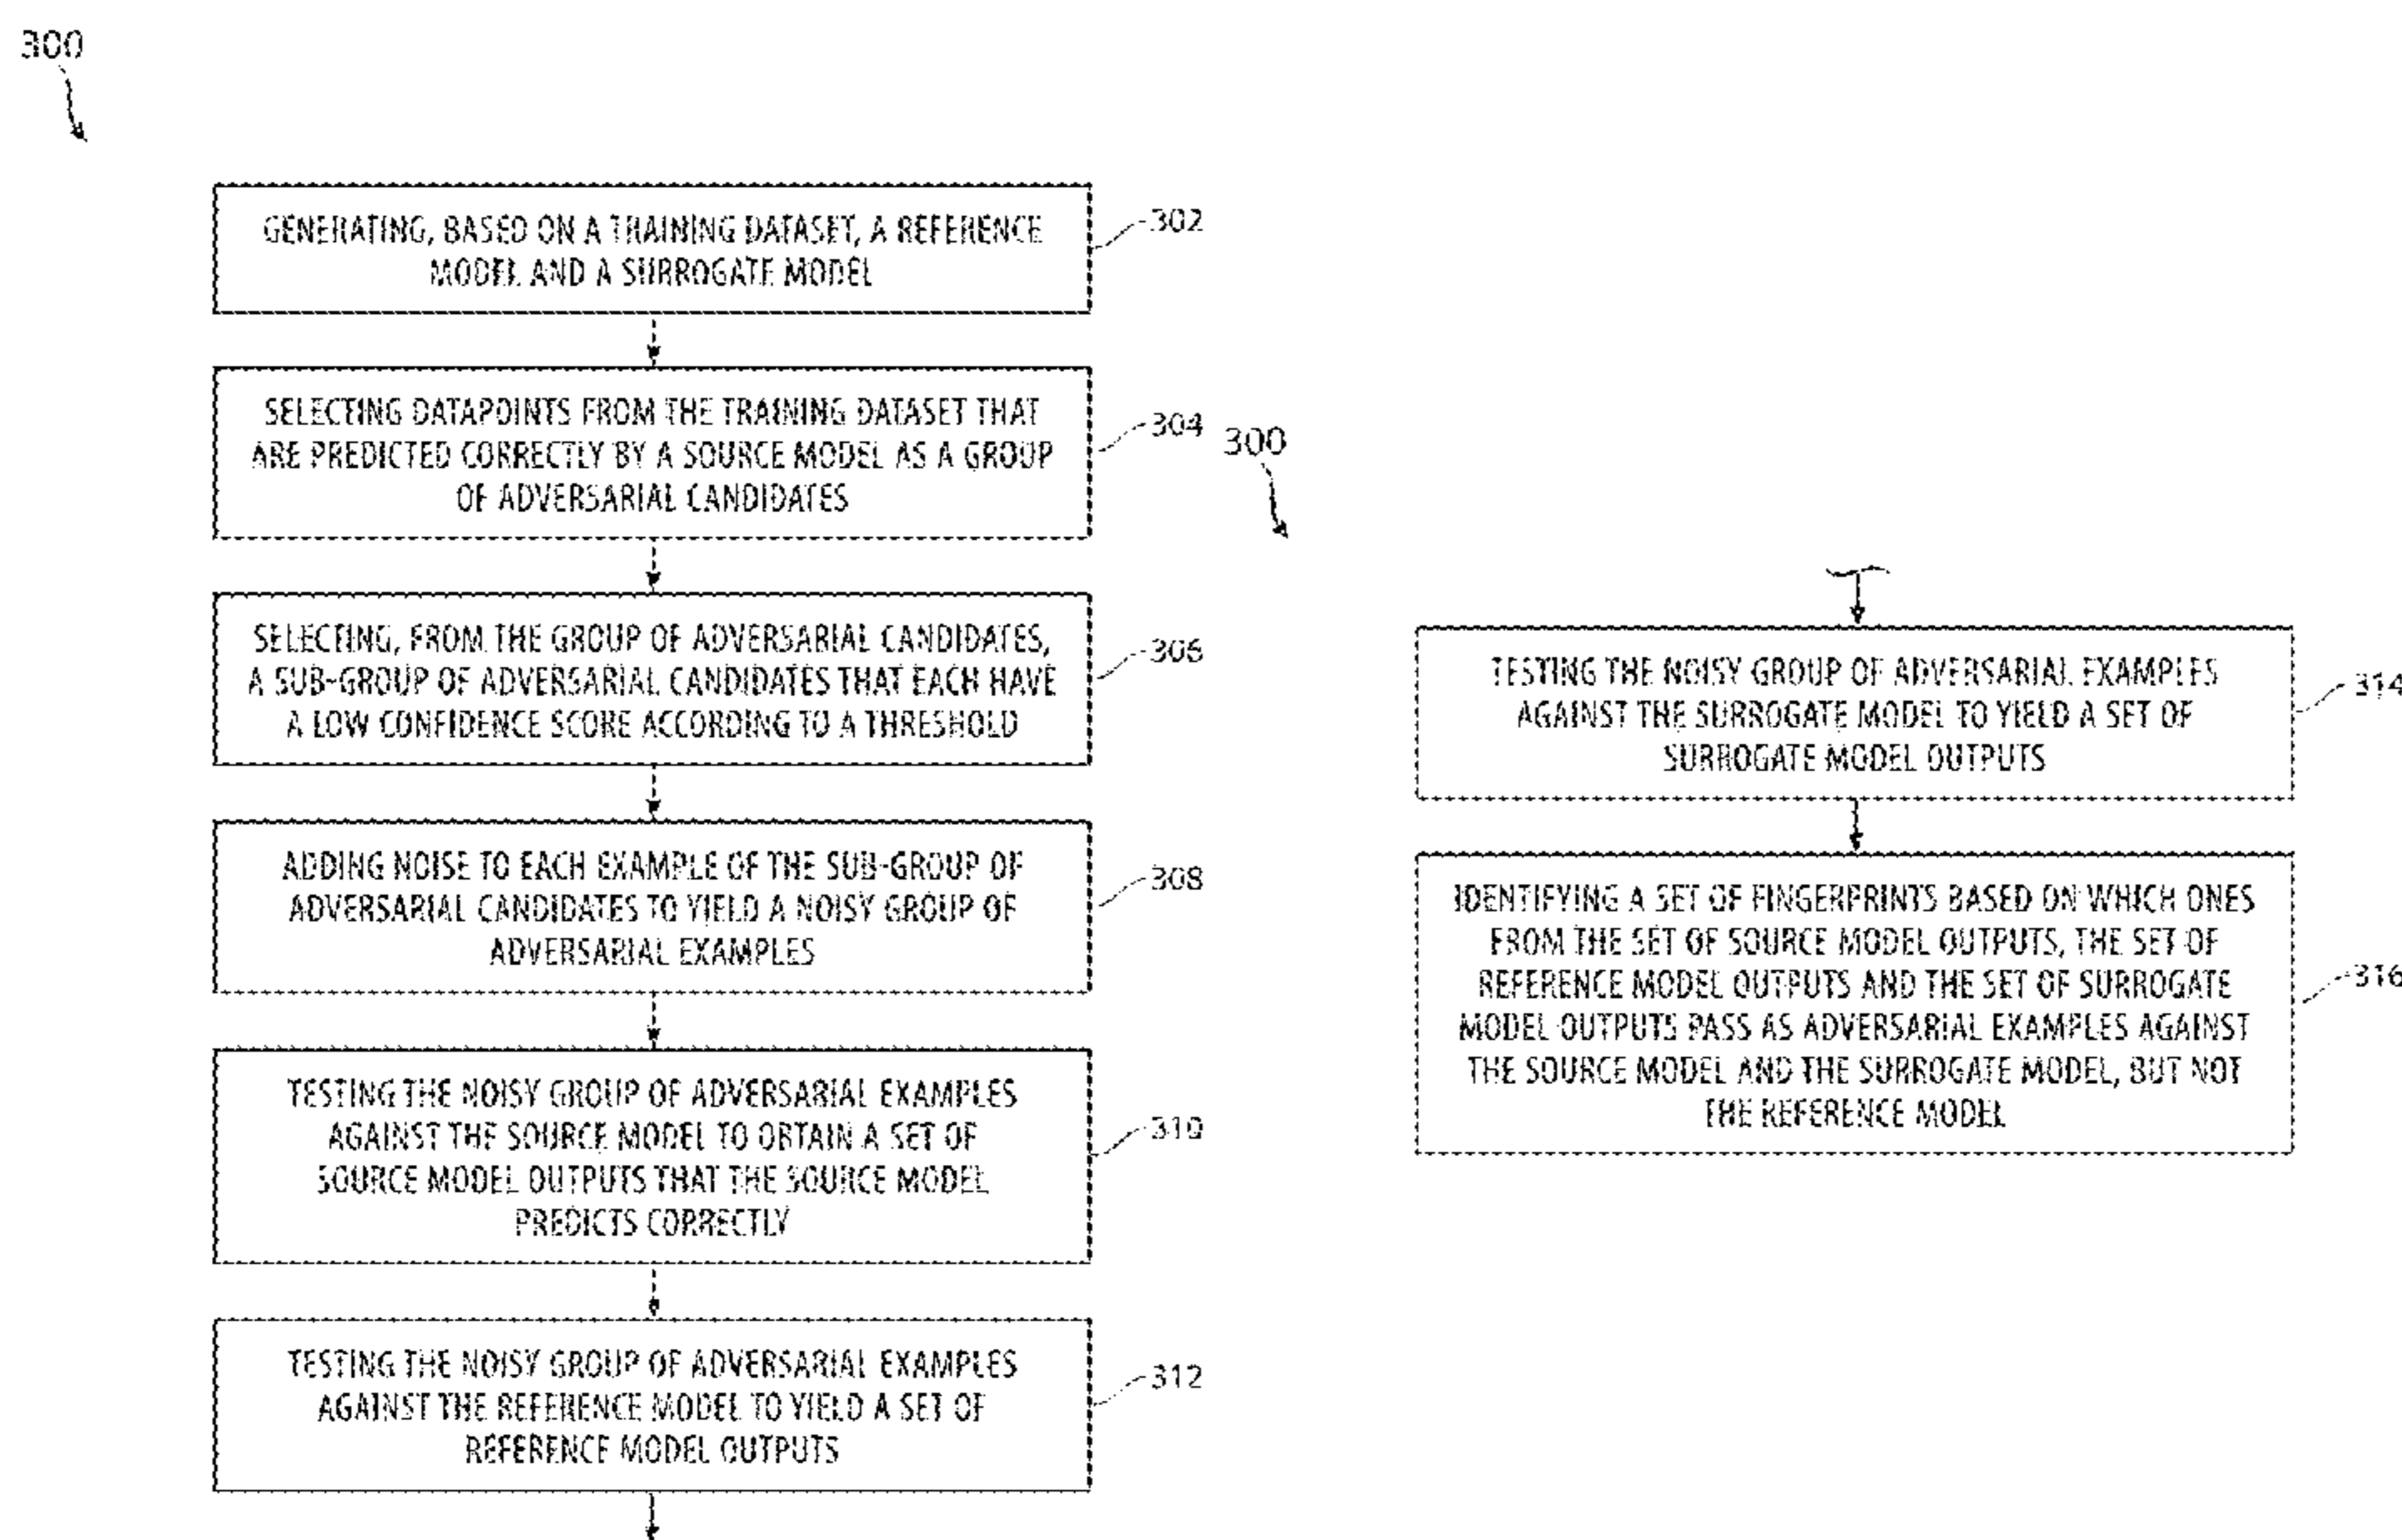 300
GENERATING, BASED ON A TRAINING DATASET, A REFERENCE
MODEL AND A SURROGATE MODEL
302
SELECTING DATAPOINTS FROM THE TRAINING DATASET THAT
ARE PREDICTED CORRECTLY BY A SOURCE MODEL AS A GROUP
OF ADVERSARIAL CANDIDATES
304
SELECTING, FROM THE GROUP OF ADVERSARIAL CANDIDATES,
A SUB-GROUP OF ADVERSARIAL CANDIDATES THAT EACH HAVE
A LOW CONFIDENCE SCORE ACCORDING TO A THRESHOLD
306
ADDING NOISE TO EACH EXAMPLE OF THE SUB-GROUP OF
ADVERSARIAL CANDIDATES TO YIELD A NOISY GROUP OF
ADVERSARIAL EXAMPLES
308
TESTING THE NOISY GROUP OF ADVERSARIAL EXAMPLES
AGAINST THE SOURCE MODEL TO OBTAIN A SET OF
SOURCE MODEL OUTPUTS THAT THE SOURCE MODEL
PREDICTS CORRECTLY
310
TESTING THE NOISY GROUP OF ADVERSARIAL EXAMPLES
AGAINST THE REFERENCE MODEL TO YIELD A SET OF
REFERENCE MODEL OUTPUTS
312
300
TESTING THE NOISY GROUP OF ADVERSARIAL EXAMPLES
AGAINST THE SURROGATE MODEL TO YIELD A SET OF
SURROGATE MODEL OUTPUTS
314
IDENTIFYING A SET OF FINGERPRINTS BASED ON WHICH ONES
FROM THE SET OF SOURCE MODEL OUTPUTS, THE SET OF
REFERENCE MODEL OUTPUTS AND THE SET OF SURROGATE
MODEL OUTPUTS PASS AS ADVERSARIAL EXAMPLES AGAINST
THE SOURCE MODEL AND THE SURROGATE MODEL, BUT NOT
THE REFERENCE MODEL
316